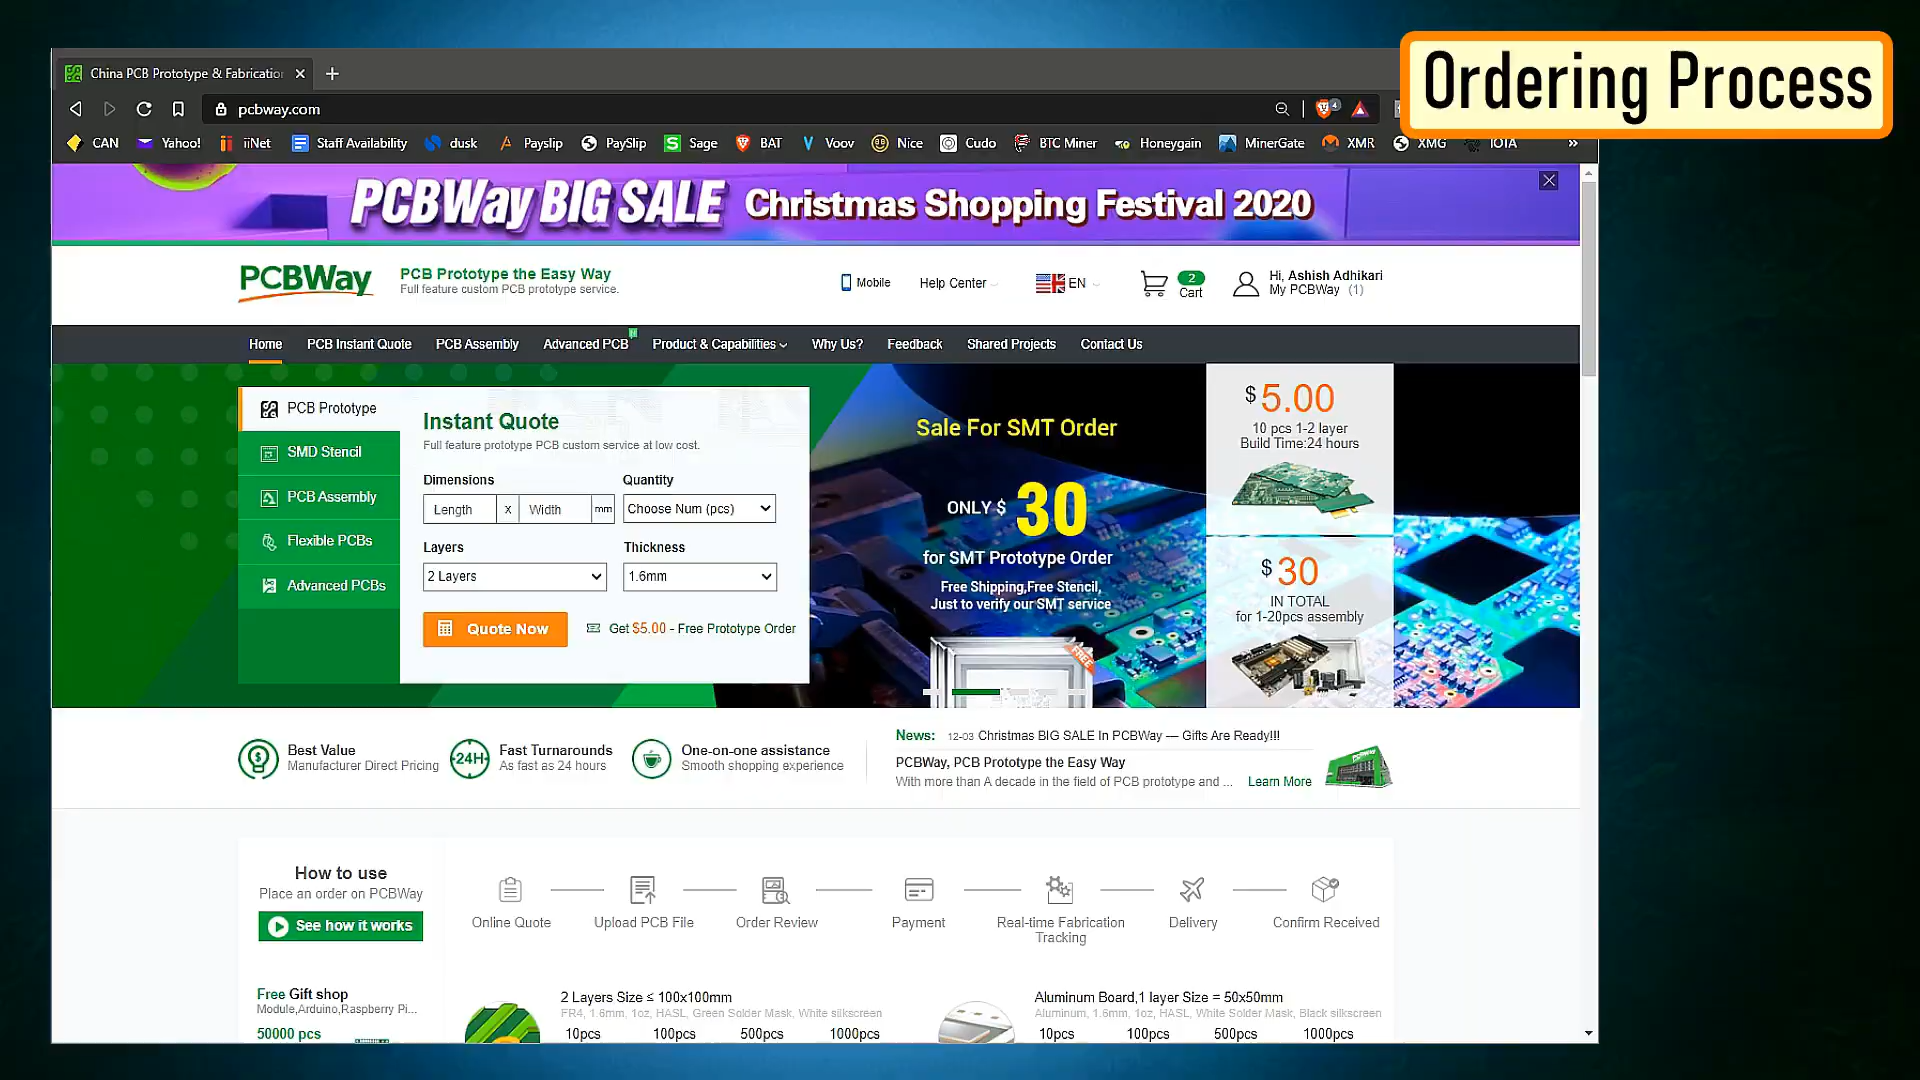 Ordering Process
China PCB Prototype & Fabricatio
pcbway.com
4
CAN Yahoo! iiNet Staff Availability dusk Payslip PaySlip Sage BAT Voov Nice Cudo BTC Miner Honeygain MinerGate XMR XMG IOTA »
PCBWay BIG SALE Christmas Shopping Festival 2020
PCBWay
PCB Prototype the Easy Way
Full feature custom PCB prototype service.
Mobile
Help Center
EN
2
Cart
Hi, Ashish Adhikari
My PCBWay (1)
Home PCB Instant Quote PCB Assembly Advanced PCB Product & Capabilities Why Us? Feedback Shared Projects Contact Us
PCB Prototype
SMD Stencil
PCB Assembly
Flexible PCBs
Advanced PCBs
Instant Quote
Full feature prototype PCB custom service at low cost.
Dimensions Quantity
Length x Width mm Choose Num (pcs)
Layers Thickness
2 Layers 1.6mm
Quote Now Get $5.00 - Free Prototype Order
Sale For SMT Order
ONLY $ 30
for SMT Prototype Order
Free Shipping,Free Stencil,
Just to verify our SMT service
FREE
$ 5.00
10 pcs 1-2 layer
Build Time:24 hours
$ 30
IN TOTAL
for 1-20pcs assembly
Best Value
Manufacturer Direct Pricing
24H
Fast Turnarounds
As fast as 24 hours
One-on-one assistance
Smooth shopping experience
News: 12-03 Christmas BIG SALE In PCBWay — Gifts Are Ready!!!
PCBWay, PCB Prototype the Easy Way
With more than A decade in the field of PCB prototype and ... Learn More
How to use
Place an order on PCBWay
See how it works
Online Quote
Upload PCB File
Order Review
Payment
Real-time Fabrication
Tracking
Delivery
Confirm Received
Free Gift shop
Module,Arduino,Raspberry Pi...
50000 pcs
2 Layers Size ≤ 100x100mm
FR4, 1.6mm, 1oz, HASL, Green Solder Mask, White silkscreen
10pcs 100pcs 500pcs 1000pcs
Aluminum Board,1 layer Size = 50x50mm
Aluminum, 1.6mm, 1oz, HASL, White Solder Mask, Black silkscreen
10pcs 100pcs 500pcs 1000pcs